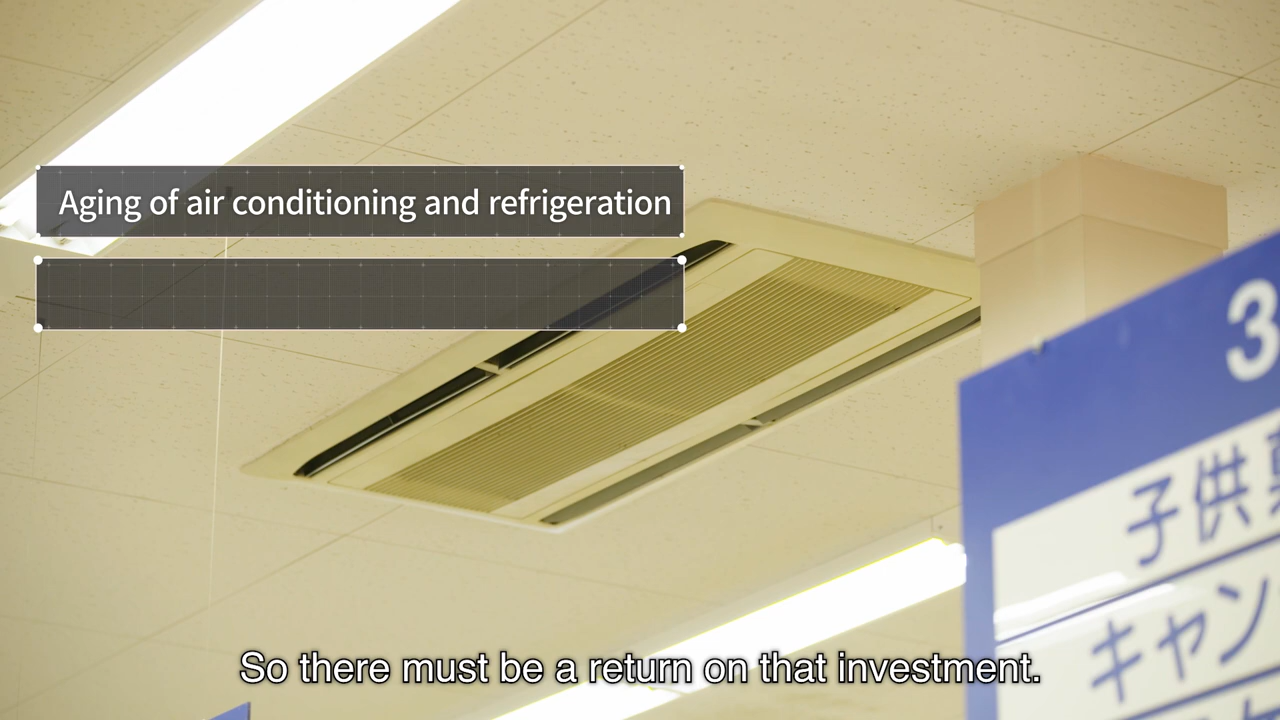 Aging of air conditioning and refrigeration
3
子供
キャン
So there must be a return on that investment.